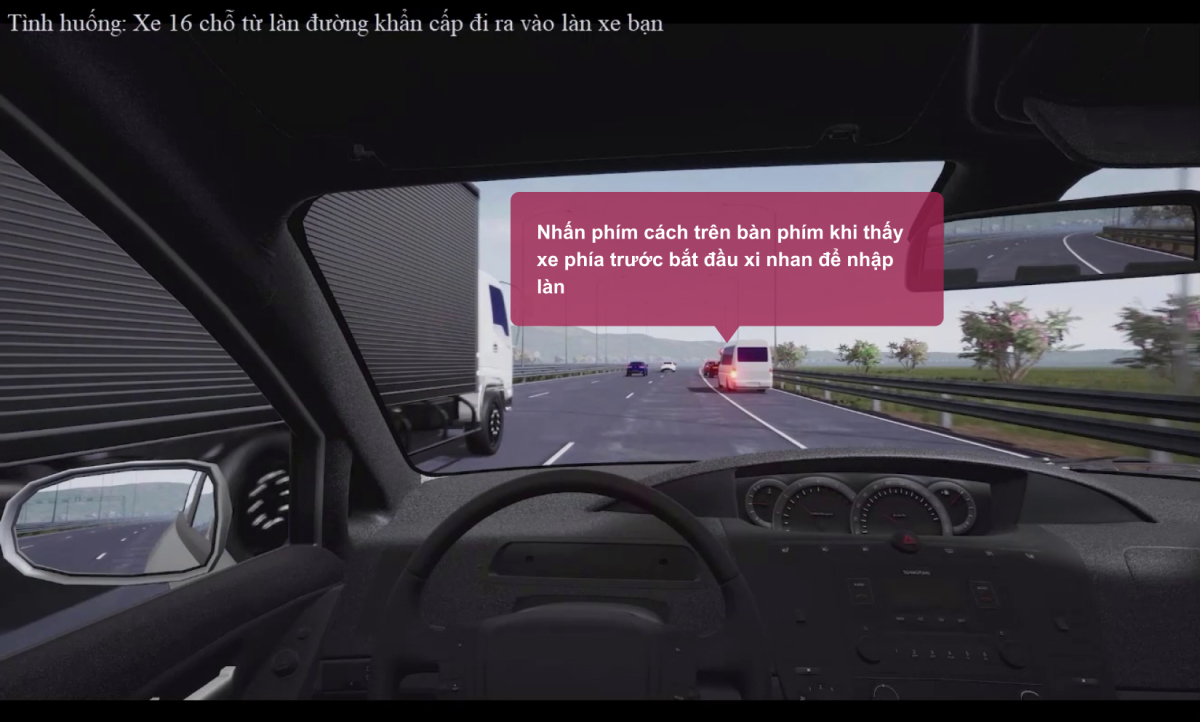 Tình huống: Xe 16 chỗ từ làn đường khẩn cấp đi ra vào làn xe bạn
Nhấn phím cách trên bàn phím khi thấy
xe phía trước bắt đầu xi nhan để nhập
làn